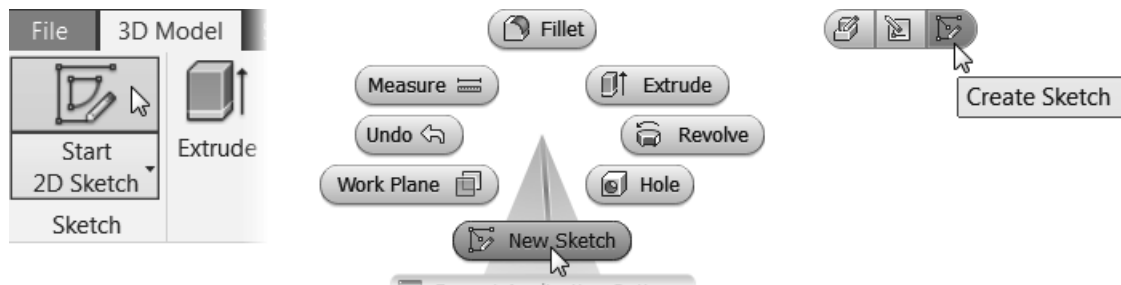 File
3D Model
Start
2D Sketch
Extrude
Sketch
Fillet
Measure
Extrude
Undo
Revolve
Work Plane
Hole
New Sketch
Create Sketch